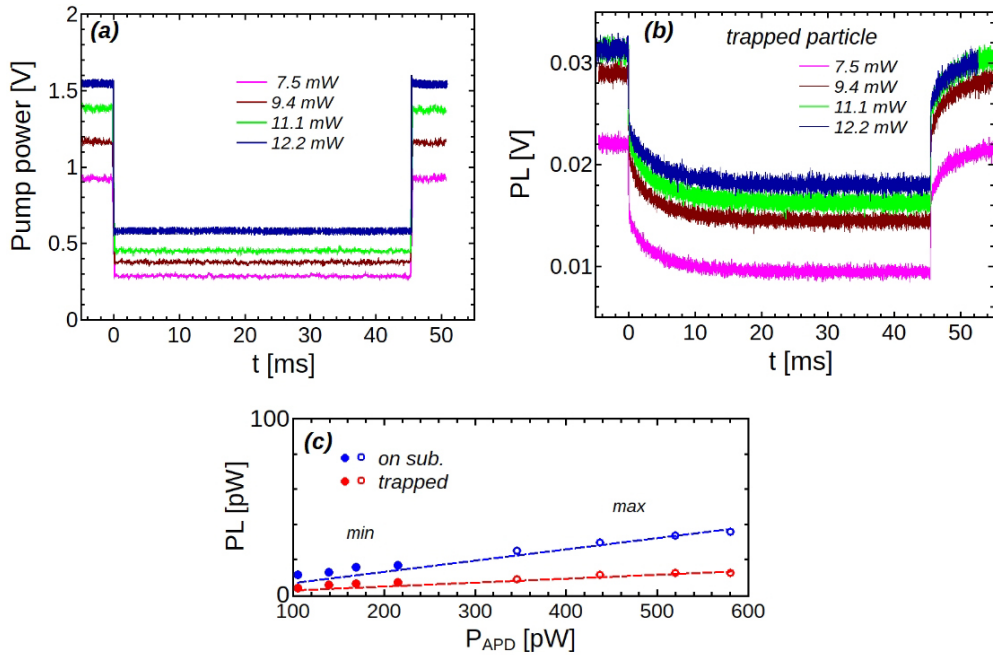 (a)
2
1.5
1
0.5
0
Pump power [V]
7.5 mW
9.4 mW
11.1 mW
12.2 mW
0 10 20 30 40 50
t [ms]
(b)
trapped particle
0.03
0.02
0.01
PL [V]
7.5 mW
9.4 mW
11.1 mW
12.2 mW
0 10 20 30 40 50
t [ms]
(c)
100
0
PL [pW]
on sub.
trapped
min
max
100 200 300 400 500 600
P_APD [pW]